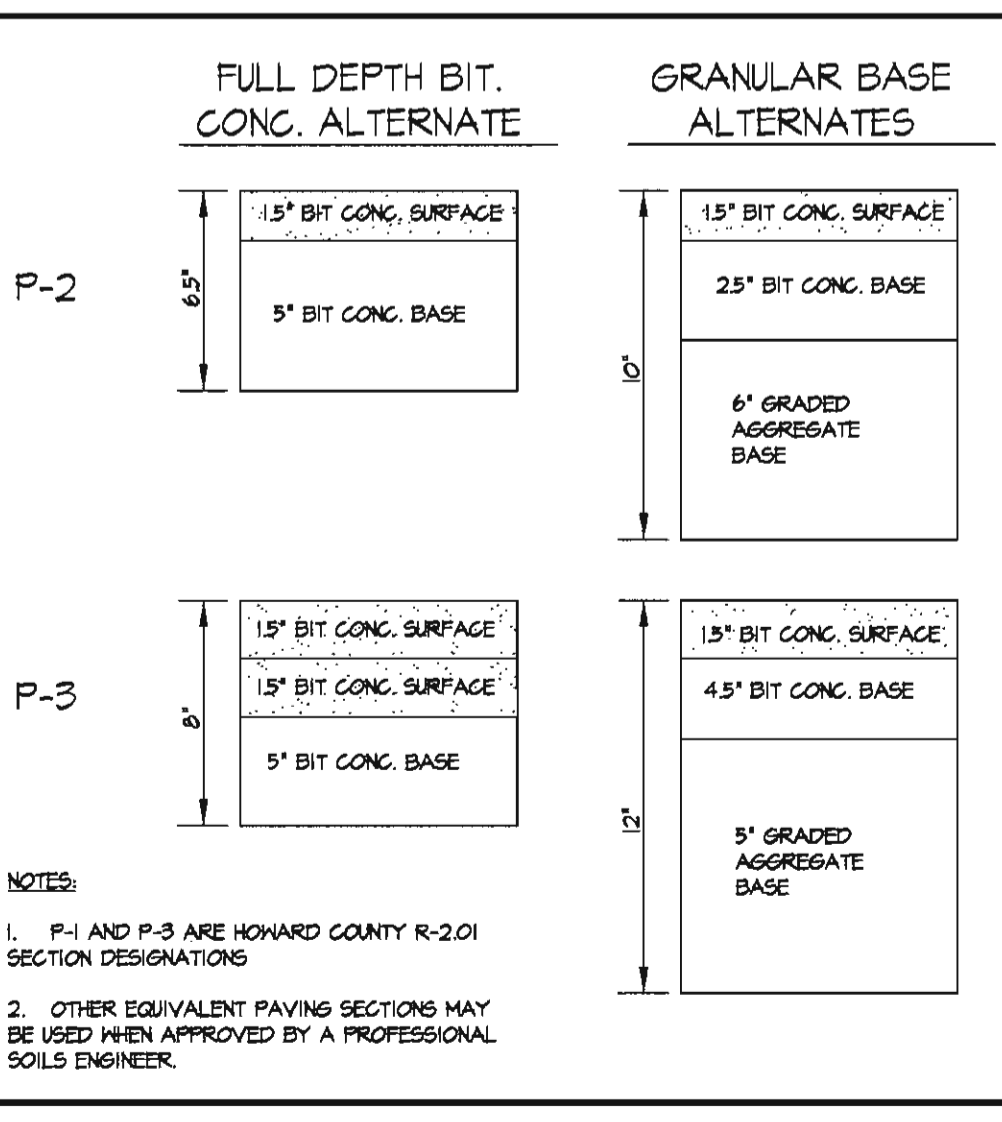 FULL DEPTH BIT.
CONC. ALTERNATE
GRANULAR BASE
ALTERNATES
P-2
6.5"
1.5" BIT CONC. SURFACE
5" BIT CONC. BASE
10"
1.5" BIT CONC. SURFACE
2.5" BIT CONC. BASE
6" GRADED
AGGREGATE
BASE
P-3
8"
1.5" BIT CONC. SURFACE
1.5" BIT CONC. SURFACE
5" BIT CONC. BASE
12"
1.5" BIT CONC. SURFACE
4.5" BIT CONC. BASE
5" GRADED
AGGREGATE
BASE
NOTES:
1. P-1 AND P-3 ARE HOWARD COUNTY R-2.01
SECTION DESIGNATIONS
2. OTHER EQUIVALENT PAVING SECTIONS MAY
BE USED WHEN APPROVED BY A PROFESSIONAL
SOILS ENGINEER.